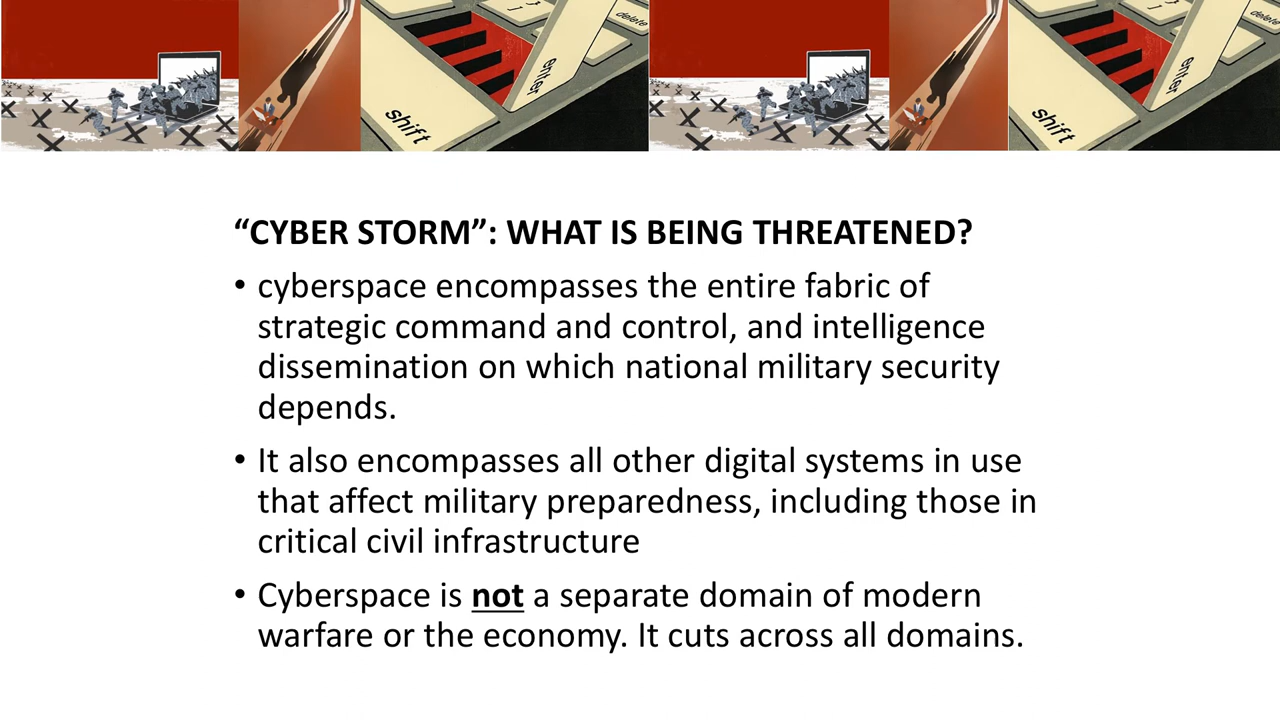 delete
enter
shift
delete
enter
shift
“CYBER STORM”: WHAT IS BEING THREATENED?
• cyberspace encompasses the entire fabric of
strategic command and control, and intelligence
dissemination on which national military security
depends.
• It also encompasses all other digital systems in use
that affect military preparedness, including those in
critical civil infrastructure
• Cyberspace is not a separate domain of modern
warfare or the economy. It cuts across all domains.